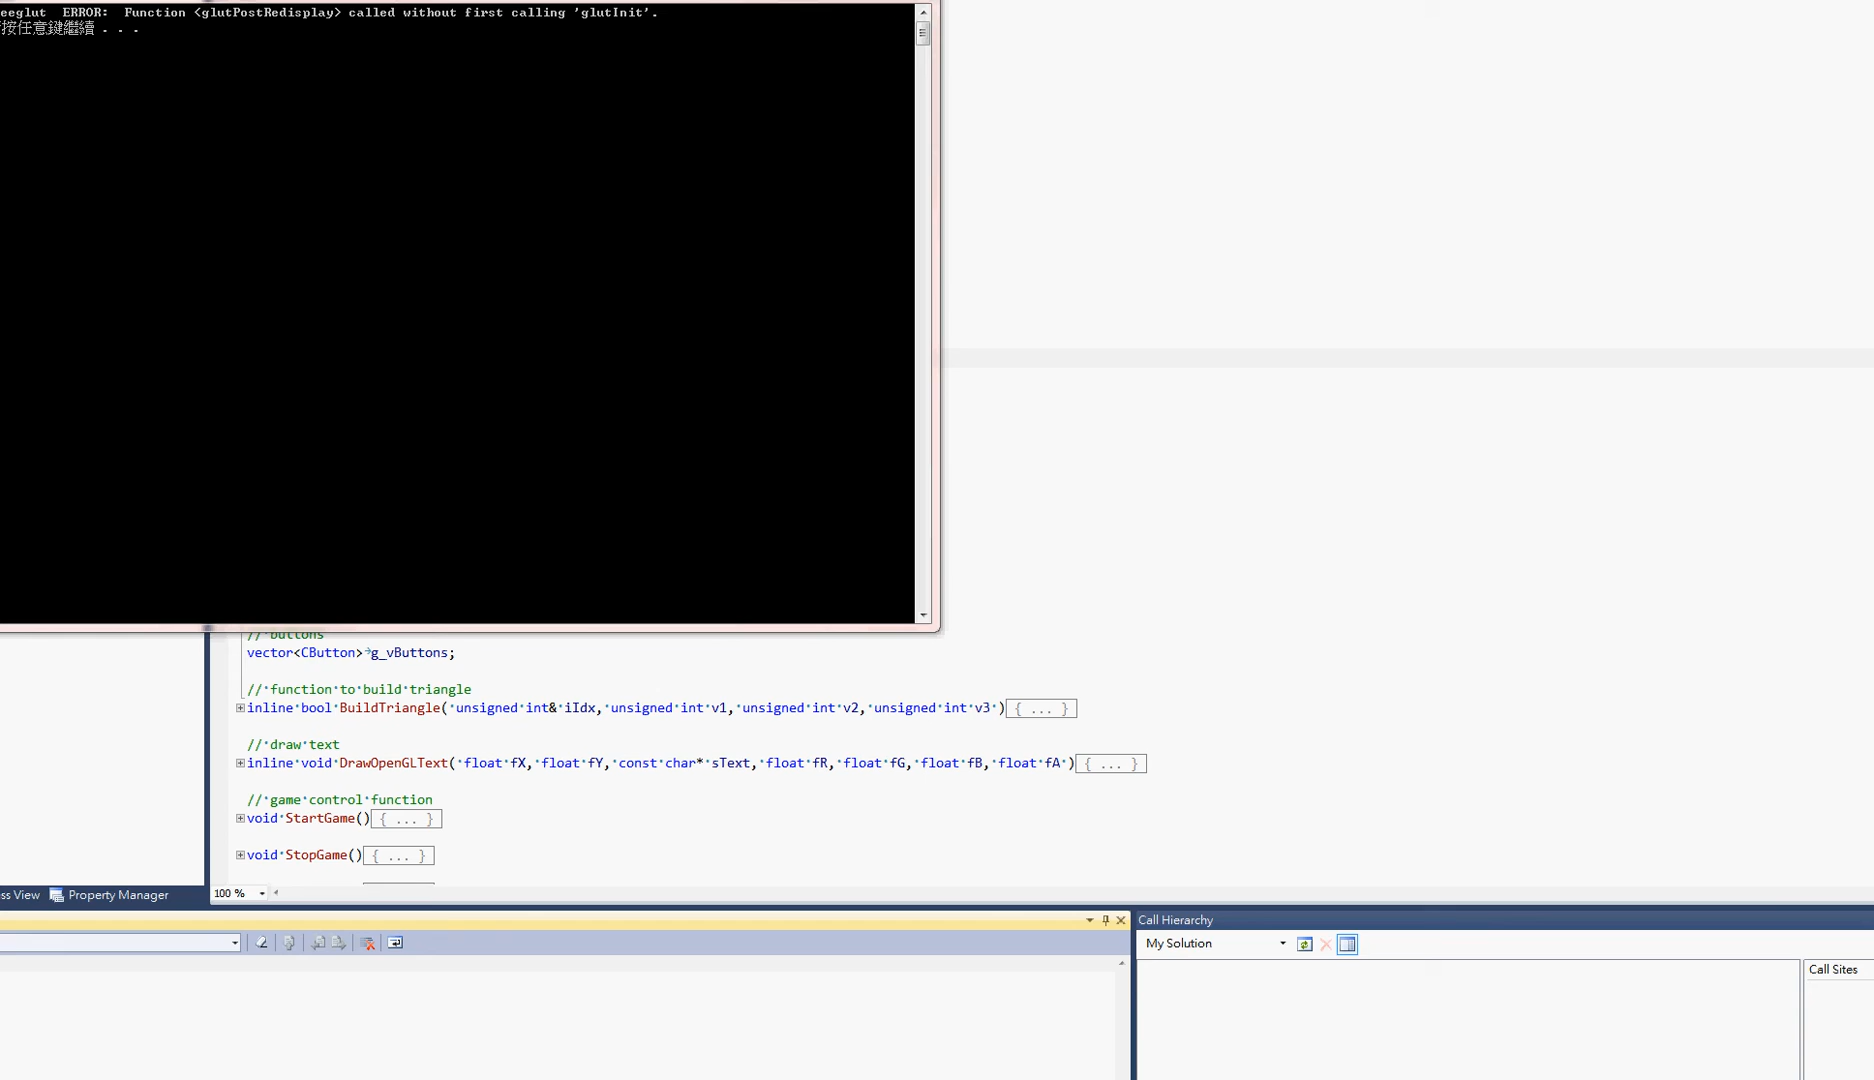 eeglut ERROR: Function <glutPostRedisplay> called without first calling 'glutInit'.
按任意鍵繼續 . . .
// buttons
vector<CButton> g_vButtons;
// function to build triangle
inline bool BuildTriangle( unsigned int& iIdx, unsigned int v1, unsigned int v2, unsigned int v3 ){ ... }
// draw text
inline void DrawOpenGLText( float fX, float fY, const char* sText, float fR, float fG, float fB, float fA ){ ... }
// game control function
void StartGame(){ ... }
void StopGame(){ ... }
ss View Property Manager
100 %
Call Hierarchy
My Solution
Call Sites